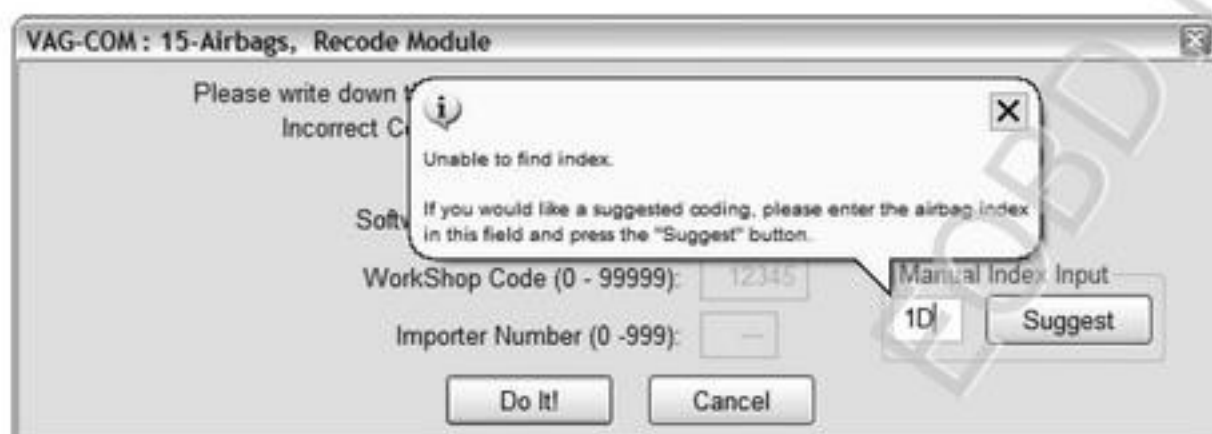 VAG-COM : 15-Airbags, Recode Module
Please write down
Incorrect
Unable to find index.
If you would like a suggested coding, please enter the airbag index
in this field and press the "Suggest" button.
WorkShop Code (0 - 99999): 12345
Manual Index Input
1D Suggest
Importer Number (0 -999): ---
Do It! Cancel
EOBD